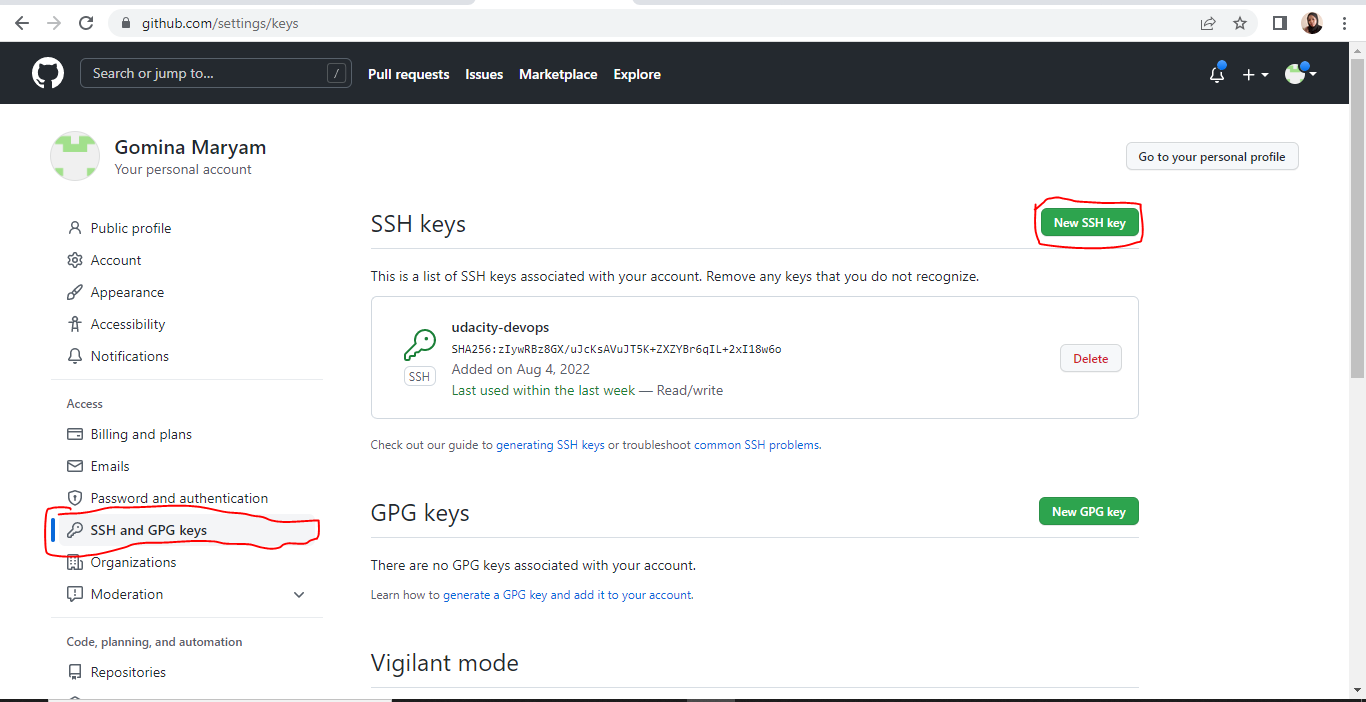 github.com/settings/keys
Search or jump to... /
Pull requests
Issues
Marketplace
Explore
Gomina Maryam
Your personal account
Go to your personal profile
Public profile
Account
Appearance
Accessibility
Notifications
Access
Billing and plans
Emails
Password and authentication
SSH and GPG keys
Organizations
Moderation
Code, planning, and automation
Repositories
SSH keys
New SSH key
This is a list of SSH keys associated with your account. Remove any keys that you do not recognize.
udacity-devops
SHA256:zIywRBz8GX/uJcKsAVuJT5K+ZXZYBr6qIL+2xI18w6o
SSH
Added on Aug 4, 2022
Last used within the last week — Read/write
Delete
Check out our guide to generating SSH keys or troubleshoot common SSH problems.
GPG keys
New GPG key
There are no GPG keys associated with your account.
Learn how to generate a GPG key and add it to your account.
Vigilant mode